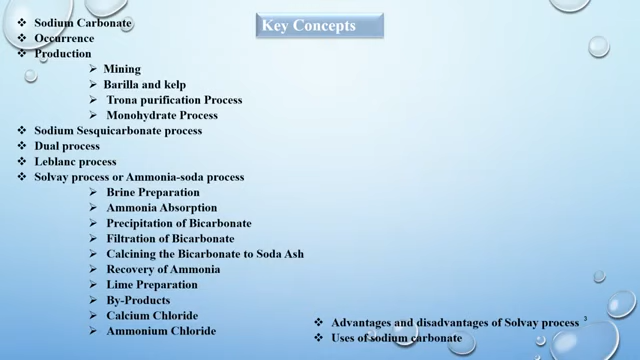 Key Concepts
❖ Sodium Carbonate
❖ Occurrence
❖ Production
➢ Mining
➢ Barilla and kelp
➢ Trona purification Process
➢ Monohydrate Process
❖ Sodium Sesquicarbonate process
❖ Dual process
❖ Leblanc process
❖ Solvay process or Ammonia-soda process
➢ Brine Preparation
➢ Ammonia Absorption
➢ Precipitation of Bicarbonate
➢ Filtration of Bicarbonate
➢ Calcining the Bicarbonate to Soda Ash
➢ Recovery of Ammonia
➢ Lime Preparation
➢ By-Products
➢ Calcium Chloride
➢ Ammonium Chloride
❖ Advantages and disadvantages of Solvay process
❖ Uses of sodium carbonate
3